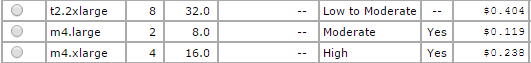 t2.2xlarge 8 32.0 -- Low to Moderate -- $0.404
m4.large 2 8.0 -- Moderate Yes $0.119
m4.xlarge 4 16.0 -- High Yes $0.238